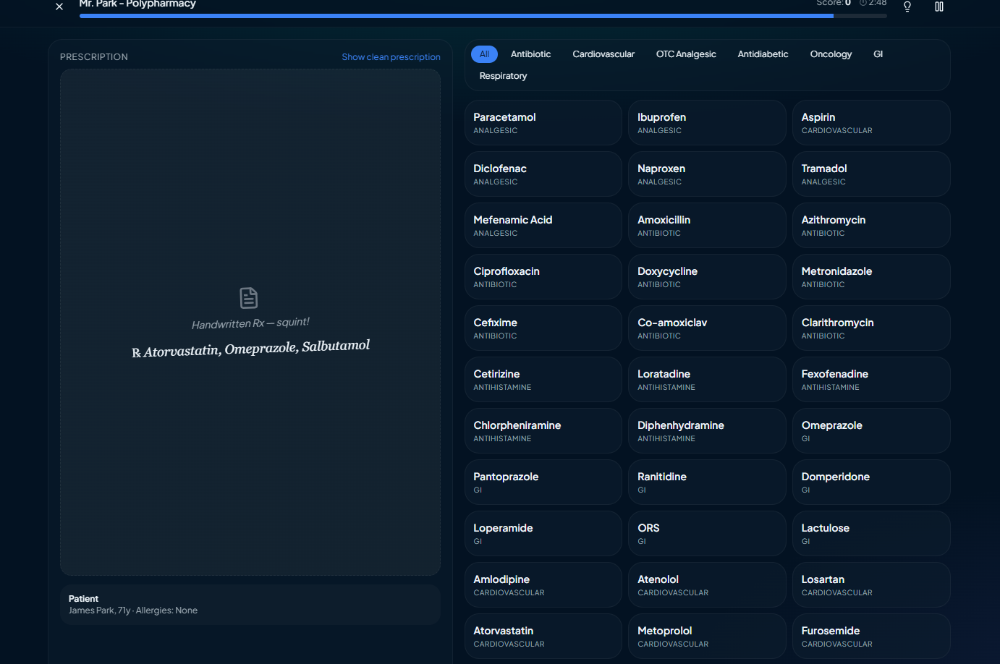 Mr. Park - Polypharmacy
Score: 0 2:48
PRESCRIPTION
Show clean prescription
Handwritten Rx — squint!
℞ Atorvastatin, Omeprazole, Salbutamol
Patient
James Park, 71y · Allergies: None
All Antibiotic Cardiovascular OTC Analgesic Antidiabetic Oncology GI
Respiratory
Paracetamol Ibuprofen Aspirin
ANALGESIC ANALGESIC CARDIOVASCULAR
Diclofenac Naproxen Tramadol
ANALGESIC ANALGESIC ANALGESIC
Mefenamic Acid Amoxicillin Azithromycin
ANALGESIC ANTIBIOTIC ANTIBIOTIC
Ciprofloxacin Doxycycline Metronidazole
ANTIBIOTIC ANTIBIOTIC ANTIBIOTIC
Cefixime Co-amoxiclav Clarithromycin
ANTIBIOTIC ANTIBIOTIC ANTIBIOTIC
Cetirizine Loratadine Fexofenadine
ANTIHISTAMINE ANTIHISTAMINE ANTIHISTAMINE
Chlorpheniramine Diphenhydramine Omeprazole
ANTIHISTAMINE ANTIHISTAMINE GI
Pantoprazole Ranitidine Domperidone
GI GI GI
Loperamide ORS Lactulose
GI GI GI
Amlodipine Atenolol Losartan
CARDIOVASCULAR CARDIOVASCULAR CARDIOVASCULAR
Atorvastatin Metoprolol Furosemide
CARDIOVASCULAR CARDIOVASCULAR CARDIOVASCULAR